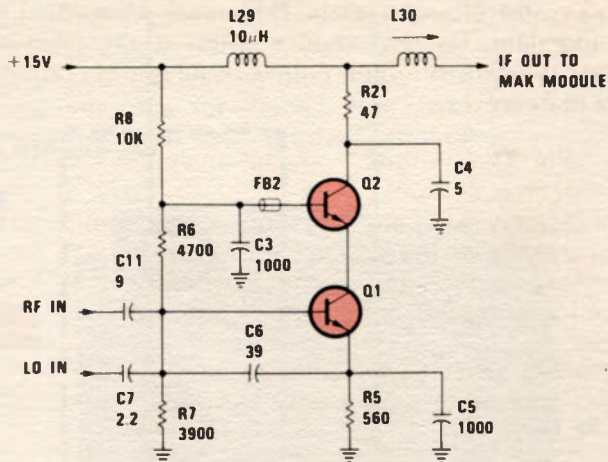 L29
10µH
L30
+15V
IF OUT TO
MAK MODULE
R8
10K
R21
47
FB2
Q2
C4
5
R6
4700
C3
1000
C11
9
Q1
RF IN
C6
39
LO IN
C7
2.2
R7
3900
R5
560
C5
1000